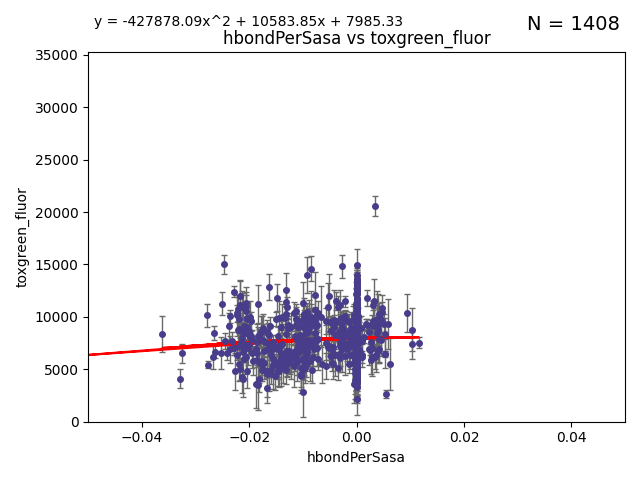 y = -427878.09x^2 + 10583.85x + 7985.33
N = 1408
hbondPerSasa vs toxgreen_fluor
35000
30000
25000
20000
15000
10000
5000
0
toxgreen_fluor
−0.04
−0.02
0.00
0.02
0.04
hbondPerSasa